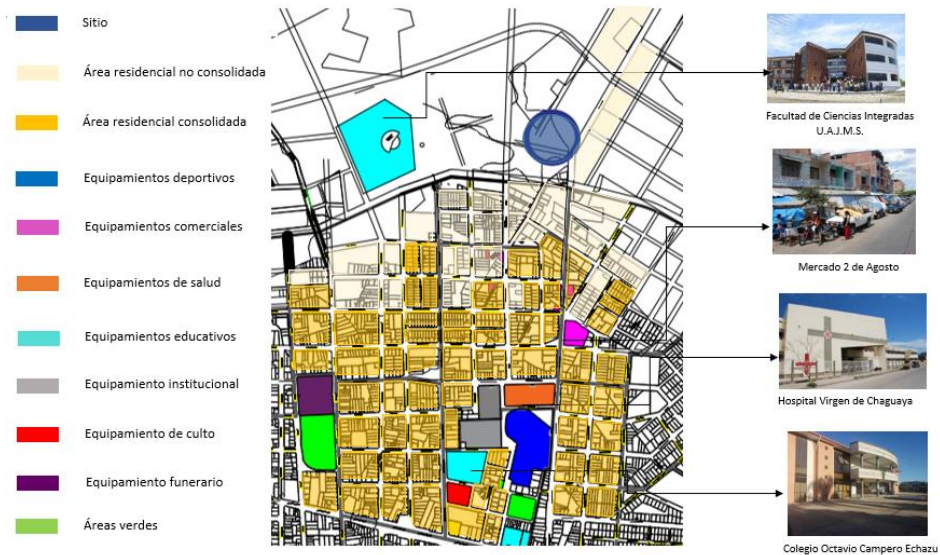 Sitio
Área residencial no consolidada
Área residencial consolidada
Equipamientos deportivos
Equipamientos comerciales
Equipamientos de salud
Equipamientos educativos
Equipamiento institucional
Equipamiento de culto
Equipamiento funerario
Áreas verdes
Facultad de Ciencias Integradas
U.A.J.M.S.
Mercado 2 de Agosto
Hospital Virgen de Chaguaya
Colegio Octavio Campero Echazu